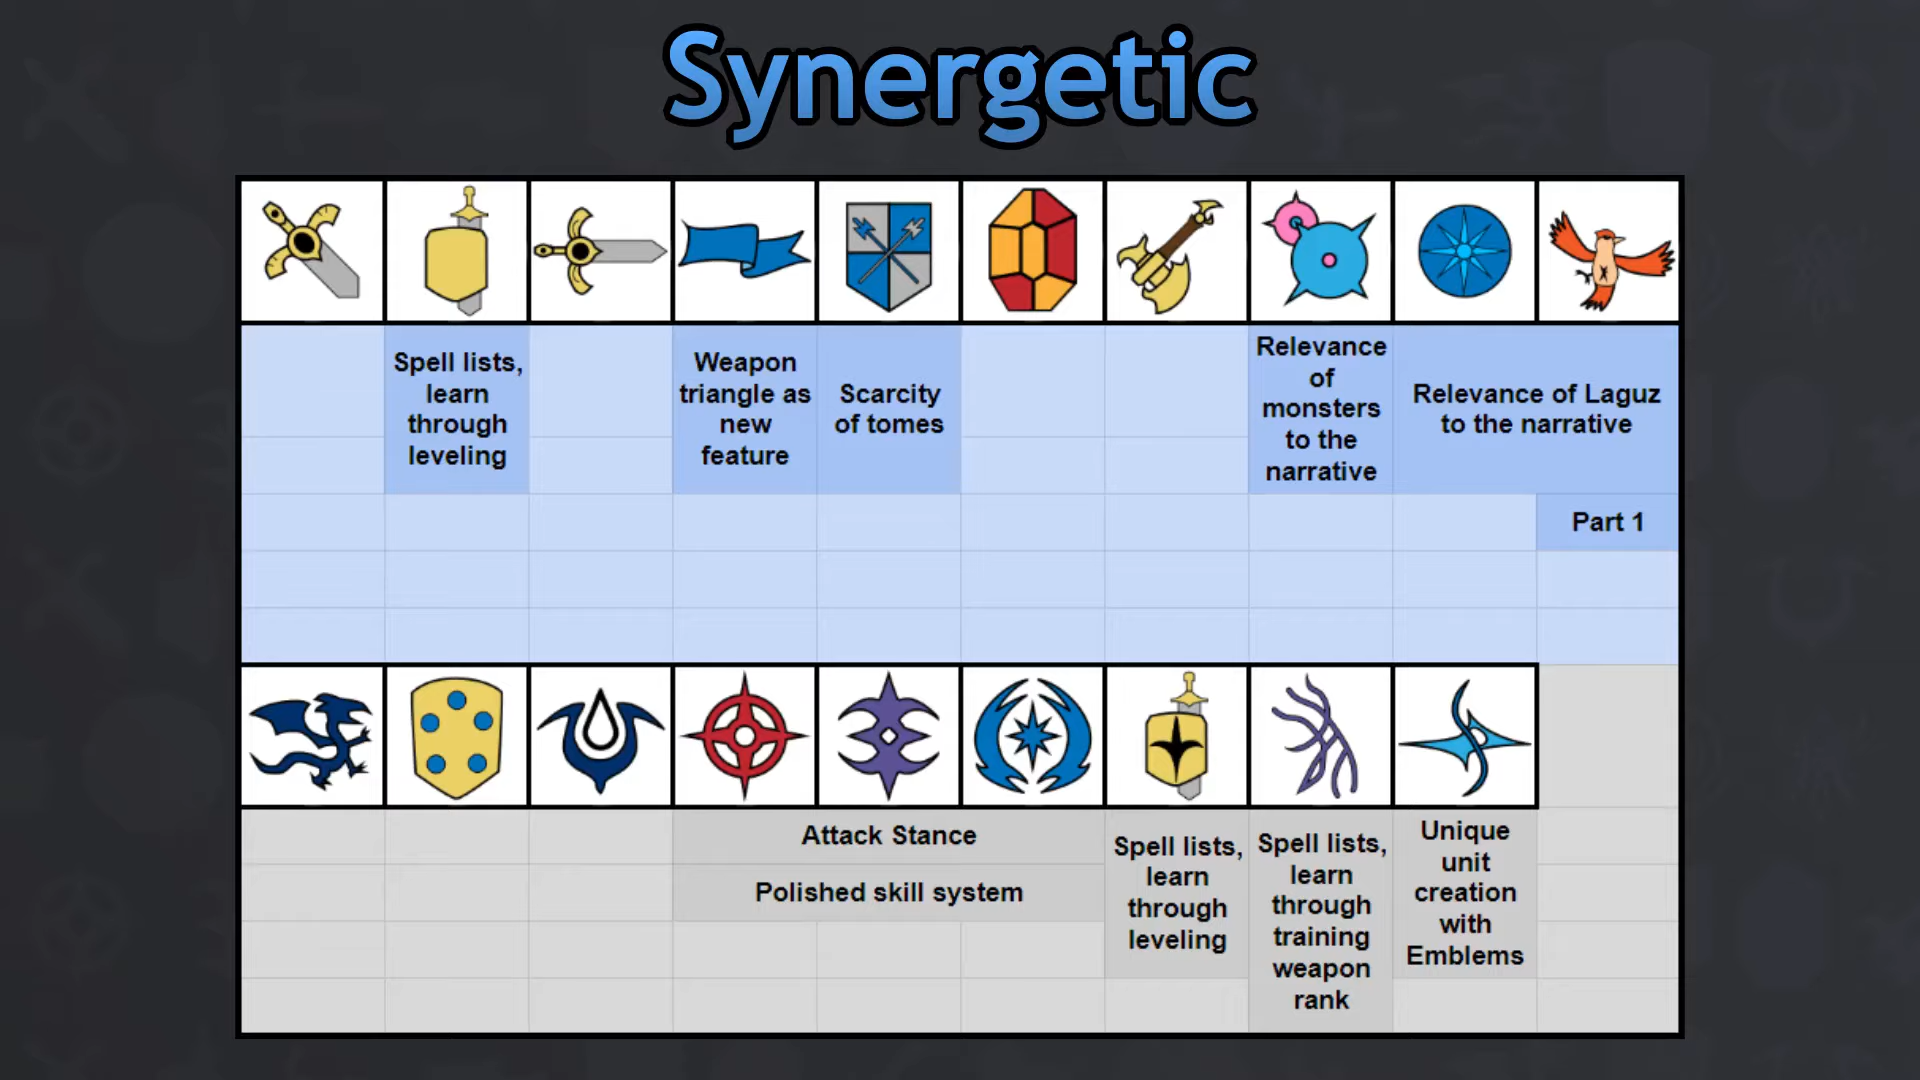 Synergetic
Spell lists,
learn
through
leveling
Weapon
triangle as
new
feature
Scarcity
of tomes
Relevance
of
monsters
to the
narrative
Relevance of Laguz
to the narrative
Part 1
Attack Stance
Polished skill system
Spell lists,
learn
through
leveling
Spell lists,
learn
through
training
weapon
rank
Unique
unit
creation
with
Emblems